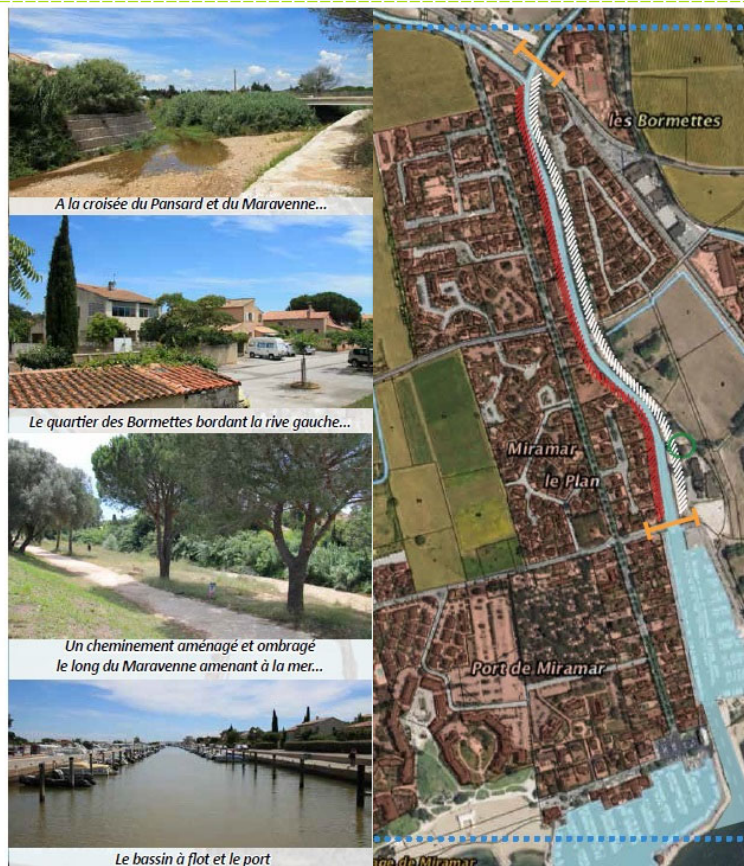 A la croisée du Pansard et du Maravenne...
Le quartier des Bormettes bordant la rive gauche...
Un cheminement aménagé et ombragé
le long du Maravenne amenant à la mer...
Le bassin à flot et le port
les Bormettes
Miramar
le Plan
Port de Miramar
de Miramar